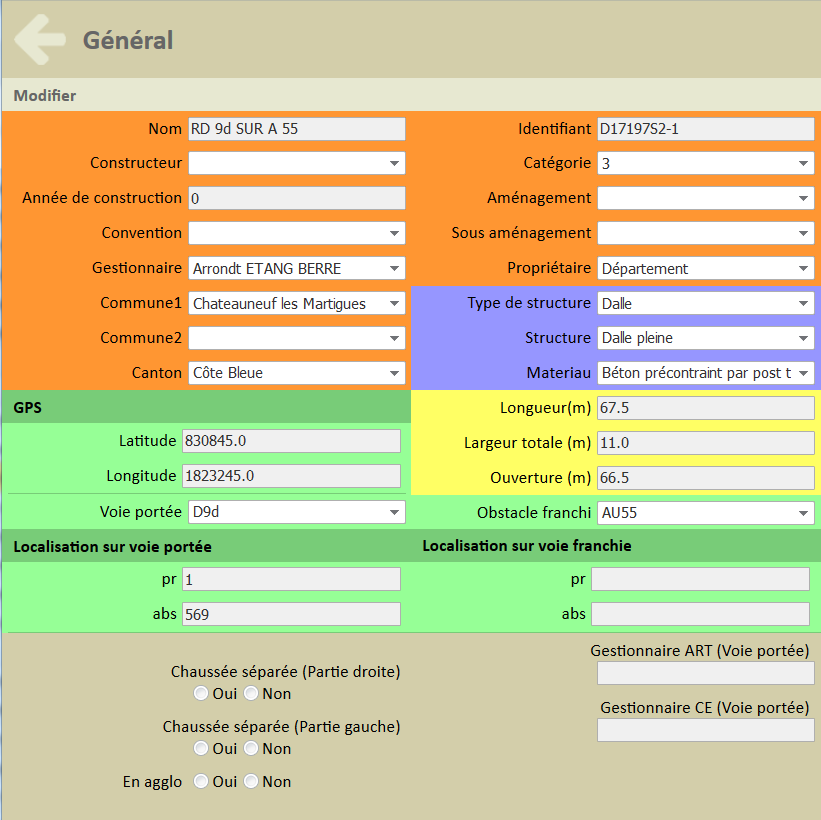 Général
Modifier
Nom RD 9d SUR A 55 Identifiant D17197S2-1
Constructeur Catégorie 3
Année de construction 0 Aménagement
Convention Sous aménagement
Gestionnaire Arrondt ETANG BERRE Propriétaire Département
Commune1 Chateauneuf les Martigues Type de structure Dalle
Commune2 Structure Dalle pleine
Canton Côte Bleue Materiau Béton précontraint par post t
GPS Longueur(m) 67.5
Latitude 830845.0 Largeur totale (m) 11.0
Longitude 1823245.0 Ouverture (m) 66.5
Voie portée D9d Obstacle franchi AU55
Localisation sur voie portée Localisation sur voie franchie
pr 1 pr
abs 569 abs
Gestionnaire ART (Voie portée)
Chaussée séparée (Partie droite)
Oui Non
Gestionnaire CE (Voie portée)
Chaussée séparée (Partie gauche)
Oui Non
En agglo Oui Non